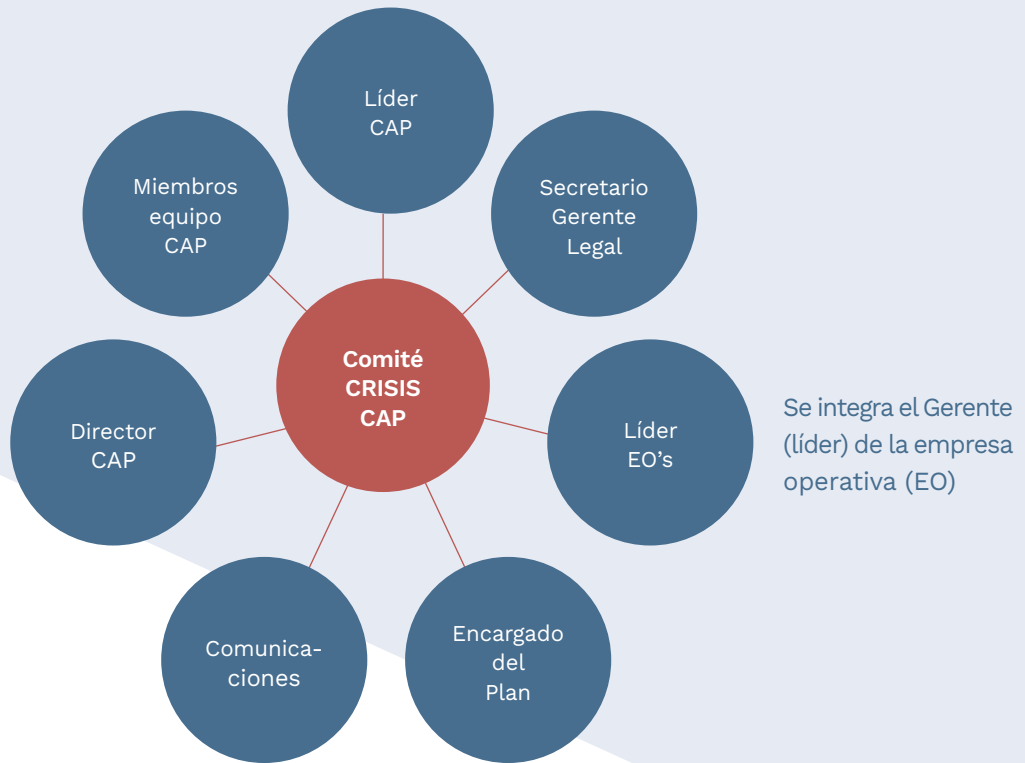 Líder
CAP
Secretario
Gerente
Legal
Líder
EO’s
Encargado
del
Plan
Comunica-
ciones
Director
CAP
Miembros
equipo
CAP
Comité
CRISIS
CAP
Se integra el Gerente
(líder) de la empresa
operativa (EO)